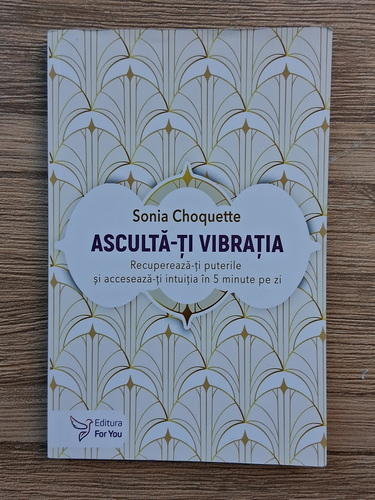 Sonia Choquette
ASCULTĂ-ȚI VIBRAȚIA
Recuperează-ți puterile
și accesează-ți intuiția în 5 minute pe zi
Editura
For You